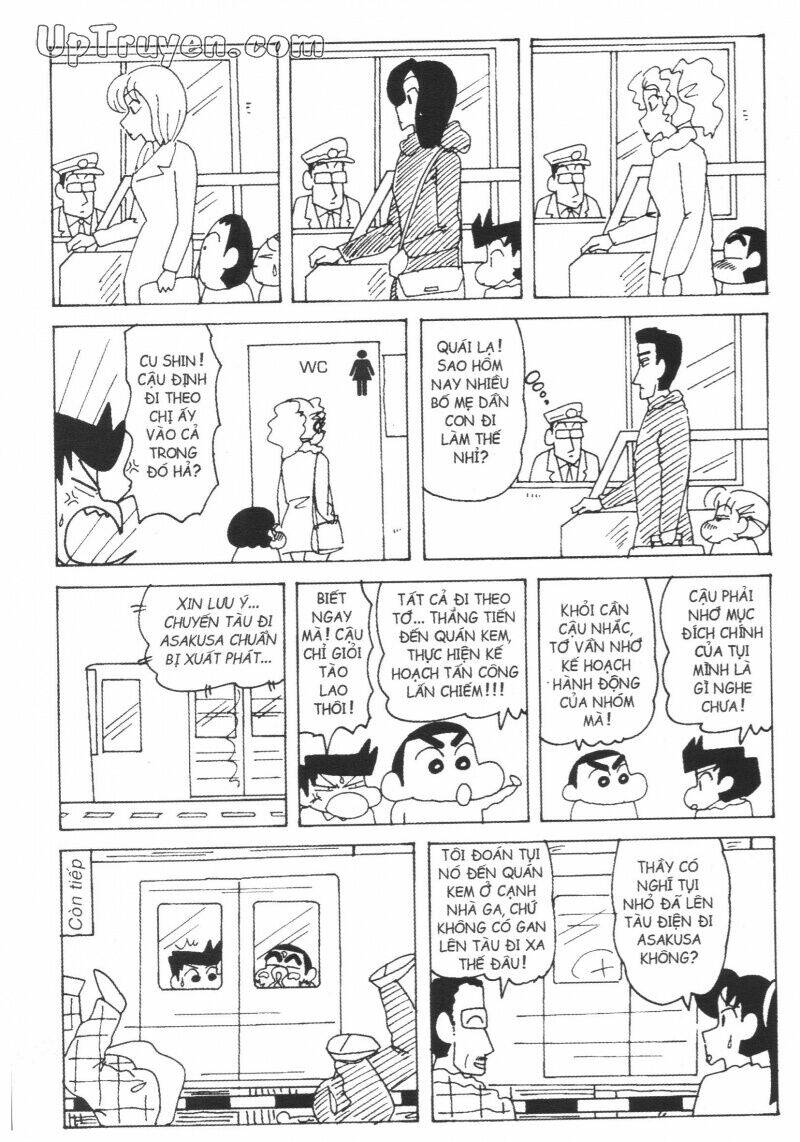 UpTruyen.com
QUÁI LẠ!
SAO HÔM
NAY NHIỀU
BỐ MẸ DẪN
CON ĐI
LÀM THẾ
NHỈ?
CU SHIN!
CẬU ĐỊNH
ĐI THEO
CHỊ ẤY
VÀO CẢ
TRONG
ĐÓ HẢ?
WC
CẬU PHẢI
NHỚ MỤC
ĐÍCH CHÍNH
CỦA TỤI
MÌNH LÀ
GÌ NGHE
CHƯA!
KHỎI CẦN
CẬU NHẮC,
TỚ VẪN NHỚ
KẾ HOẠCH
HÀNH ĐỘNG
CỦA NHÓM
MÀ!
TẤT CẢ ĐI THEO
TỚ... THẲNG TIẾN
ĐẾN QUÁN KEM,
THỰC HIỆN KẾ
HOẠCH TẤN CÔNG
LẤN CHIẾM!!!
BIẾT
NGAY
MÀ! CẬU
CHỈ GIỎI
TÀO
LAO
THÔI!
XIN LƯU Ý...
CHUYẾN TÀU ĐI
ASAKUSA CHUẨN
BỊ XUẤT PHÁT...
THẦY CÓ
NGHĨ TỤI
NHỎ ĐÃ LÊN
TÀU ĐIỆN ĐI
ASAKUSA
KHÔNG?
TÔI ĐOÁN TỤI
NÓ ĐẾN QUÁN
KEM Ở CẠNH
NHÀ GA, CHỨ
KHÔNG CÓ GAN
LÊN TÀU ĐI XA
THẾ ĐÂU!
Còn tiếp